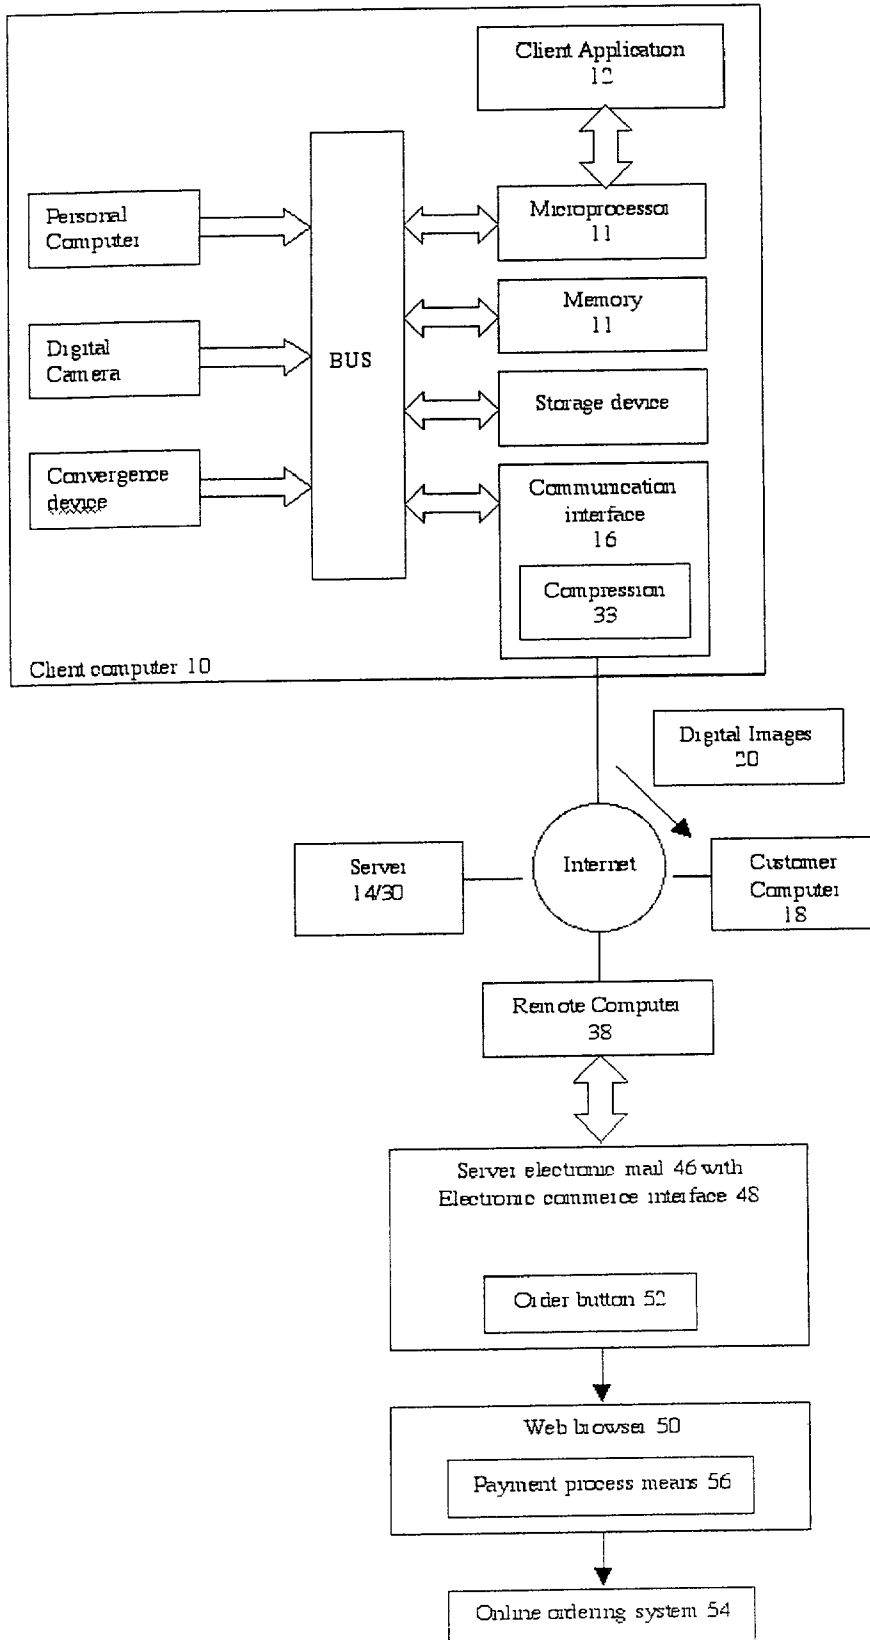 Client Application
12
Personal
Computer
Microprocessor
11
Memory
11
Digital
Camera
BUS
Storage device
Convergence
device
Communication
interface
16
Compression
33
Client computer 10
Digital Images
20
Server
14/30
Internet
Customer
Computer
18
Remote Computer
38
Server electronic mail 46 with
Electronic commerce interface 48
Order button 52
Web browser 50
Payment process means 56
Online ordering system 54